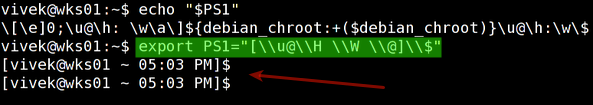 vivek@wks01:~$ echo "$PS1"
\[\e]0;\u@\h: \w\a\]${debian_chroot:+($debian_chroot)}\u@\h:\w\$
vivek@wks01:~$ export PS1="[\\u@\\H \\W \\@]\\$"
[vivek@wks01 ~ 05:03 PM]$
[vivek@wks01 ~ 05:03 PM]$